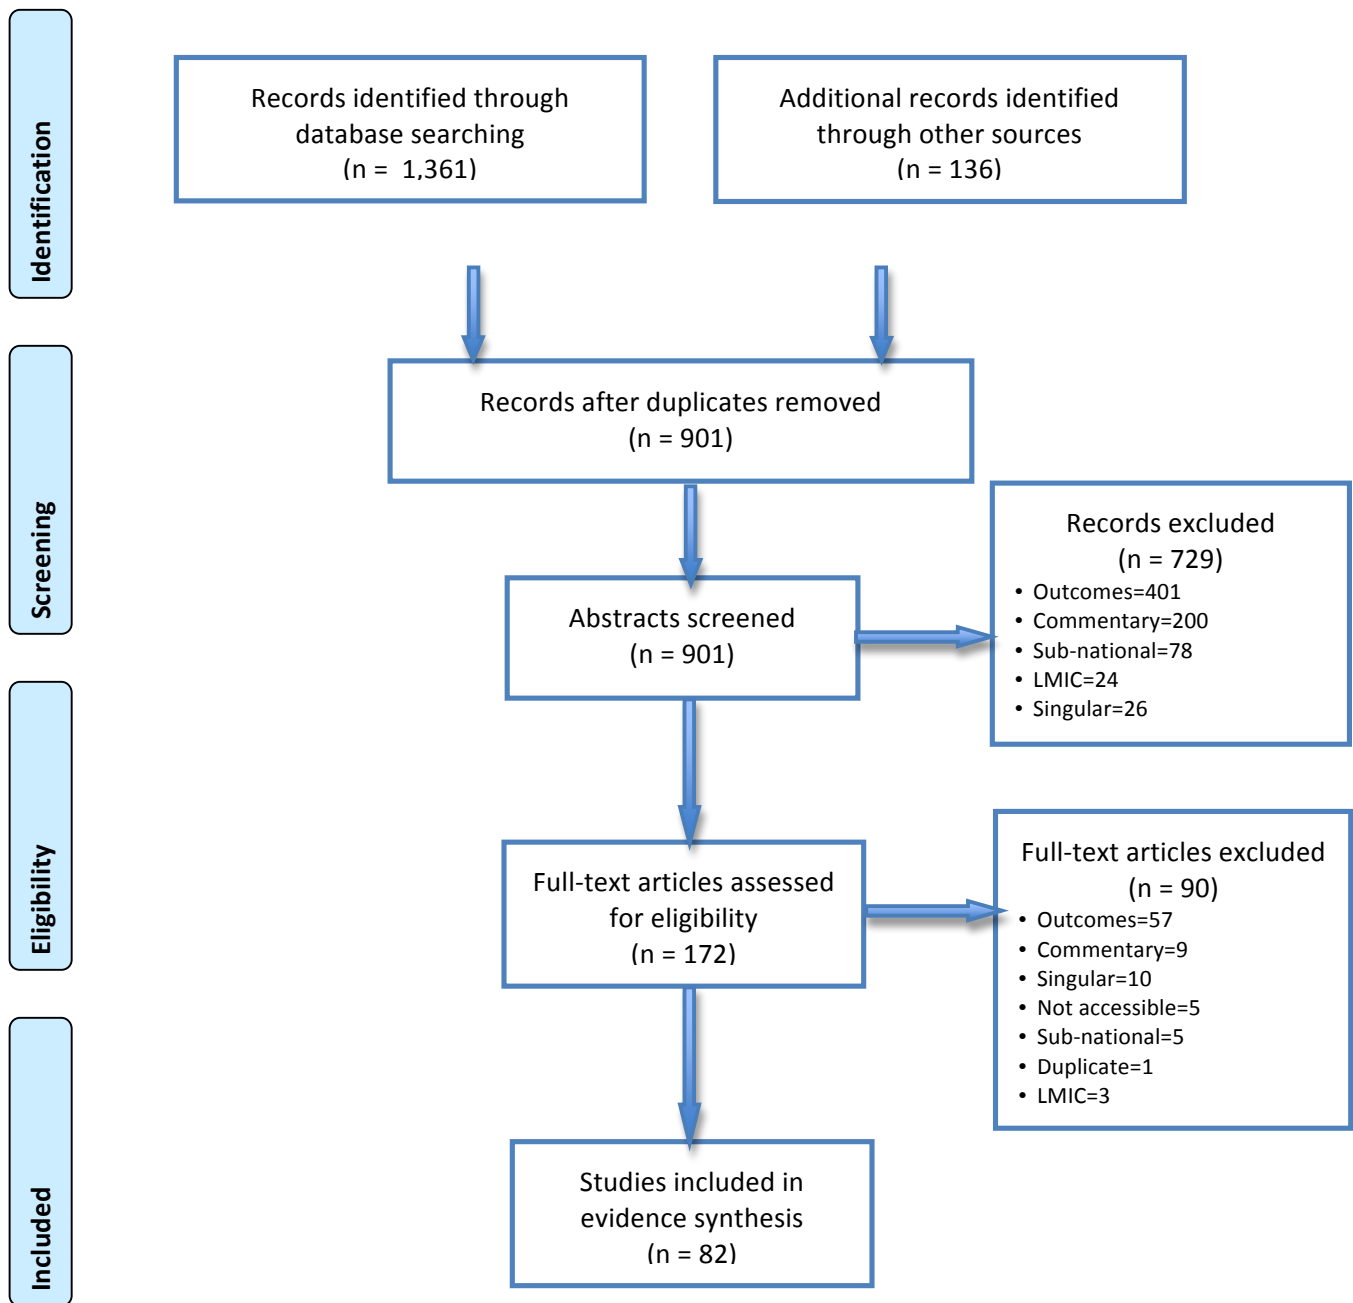 Identification
Records identified through
database searching
(n =  1,361)
Additional records identified
through other sources
(n = 136)
Screening
Records after duplicates removed
(n = 901)
Abstracts screened
(n = 901)
Records excluded
(n = 729)
• Outcomes=401
• Commentary=200
• Sub-national=78
• LMIC=24
• Singular=26
Eligibility
Full-text articles assessed
for eligibility
(n = 172)
Full-text articles excluded
(n = 90)
• Outcomes=57
• Commentary=9
• Singular=10
• Not accessible=5
• Sub-national=5
• Duplicate=1
• LMIC=3
Included
Studies included in
evidence synthesis
(n = 82)